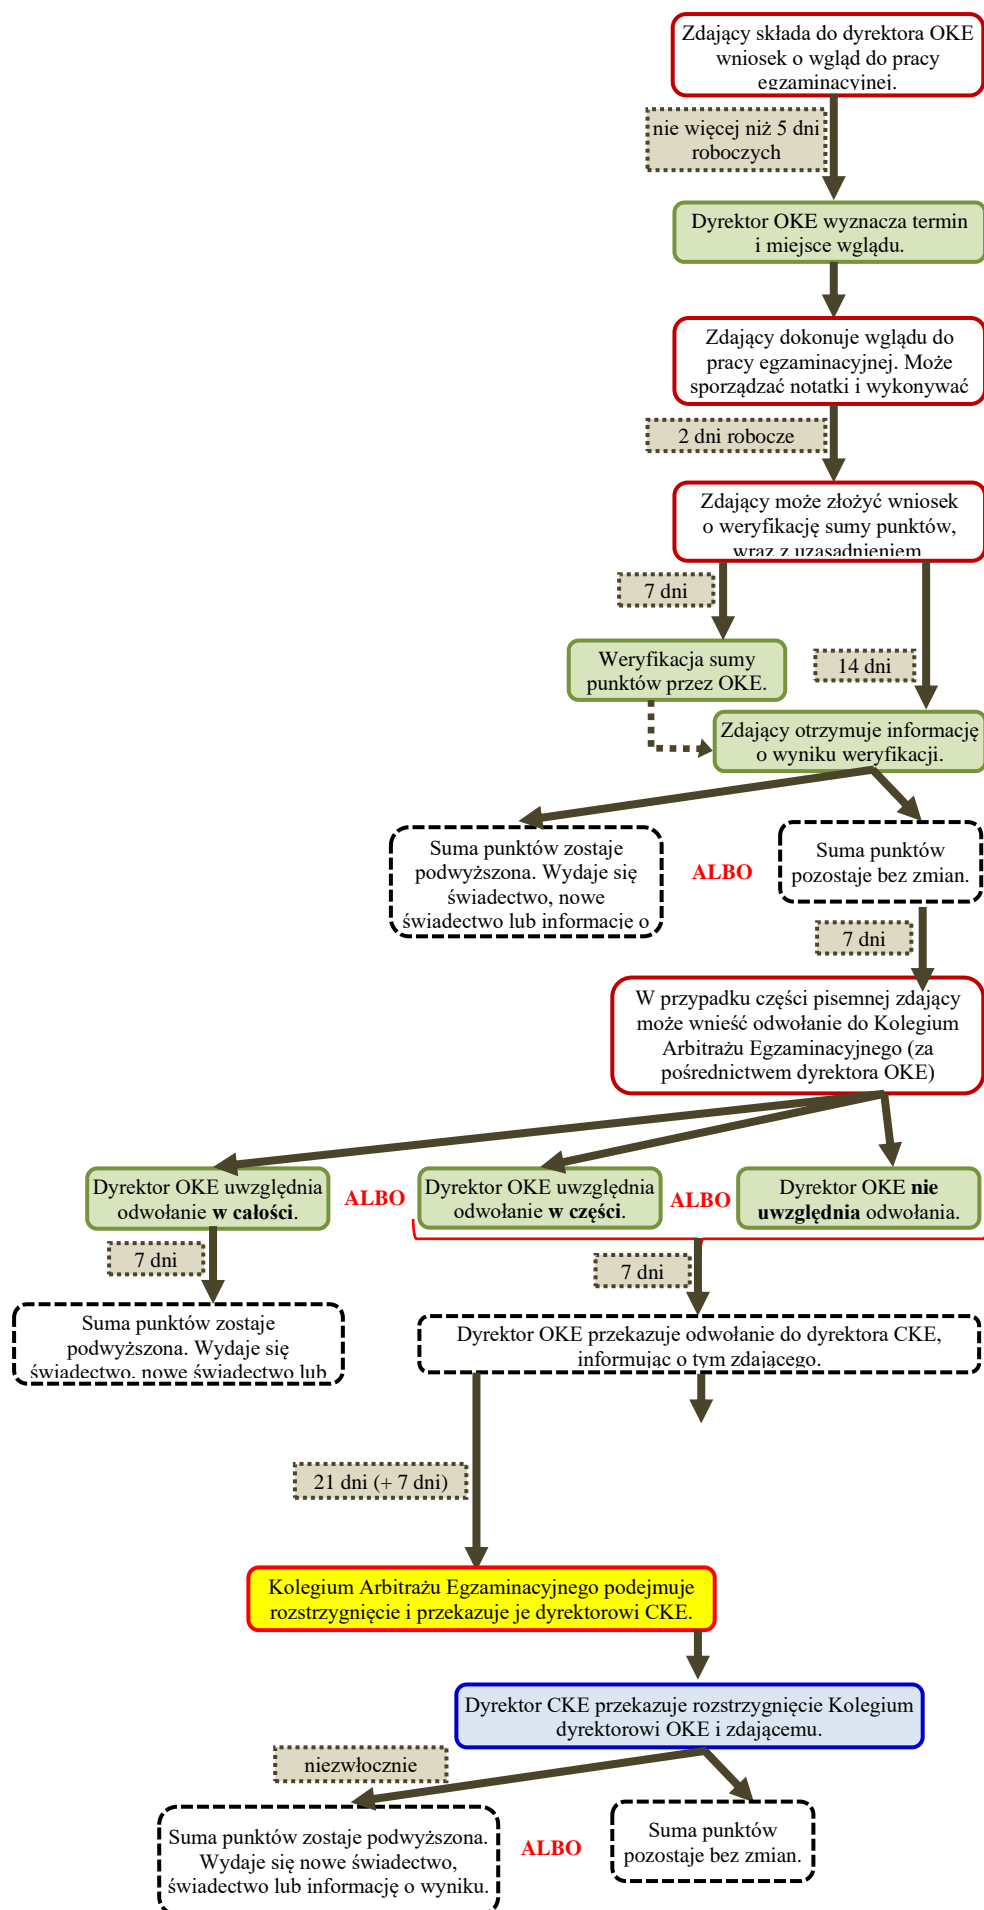 Zdający składa do dyrektora OKE
wniosek o wgląd do pracy
egzaminacyjnej.
nie więcej niż 5 dni
roboczych
Dyrektor OKE wyznacza termin
i miejsce wglądu.
Zdający dokonuje wglądu do
pracy egzaminacyjnej. Może
sporządzać notatki i wykonywać
2 dni robocze
Zdający może złożyć wniosek
o weryfikację sumy punktów,
wraz z uzasadnieniem
7 dni
Weryfikacja sumy
punktów przez OKE.
14 dni
Zdający otrzymuje informację
o wyniku weryfikacji.
Suma punktów zostaje
podwyższona. Wydaje się
świadectwo, nowe
świadectwo lub informację o
ALBO
Suma punktów
pozostaje bez zmian.
7 dni
W przypadku części pisemnej zdający
może wnieść odwołanie do Kolegium
Arbitrażu Egzaminacyjnego (za
pośrednictwem dyrektora OKE)
Dyrektor OKE uwzględnia
odwołanie w całości.
ALBO
Dyrektor OKE uwzględnia
odwołanie w części.
ALBO
Dyrektor OKE nie
uwzględnia odwołania.
7 dni
7 dni
Suma punktów zostaje
podwyższona. Wydaje się
świadectwo, nowe świadectwo lub
Dyrektor OKE przekazuje odwołanie do dyrektora CKE,
informując o tym zdającego.
21 dni (+ 7 dni)
Kolegium Arbitrażu Egzaminacyjnego podejmuje
rozstrzygnięcie i przekazuje je dyrektorowi CKE.
Dyrektor CKE przekazuje rozstrzygnięcie Kolegium
dyrektorowi OKE i zdającemu.
niezwłocznie
Suma punktów zostaje podwyższona.
Wydaje się nowe świadectwo,
świadectwo lub informację o wyniku.
ALBO
Suma punktów
pozostaje bez zmian.